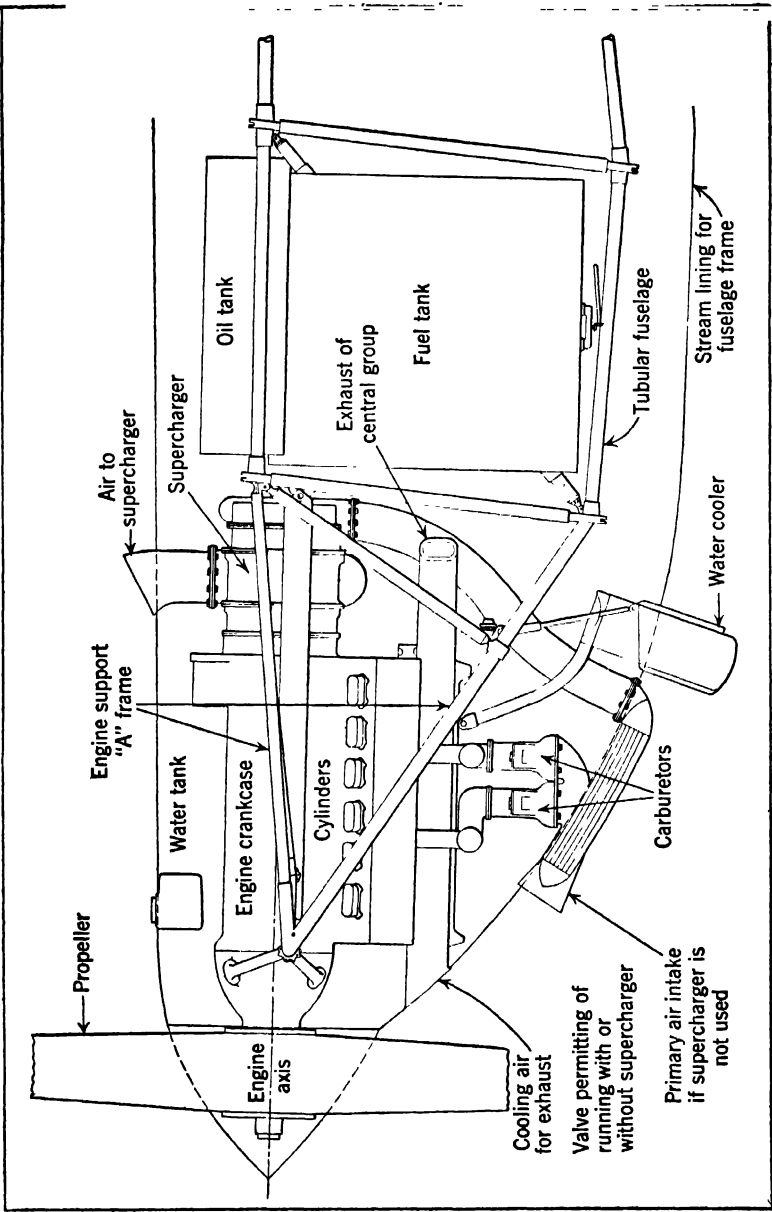 Propeller
Water tank
Engine support
"A" frame
Air to
supercharger
Supercharger
Oil tank
Engine crankcase
Engine
axis
Cylinders
Exhaust of
central group
Fuel tank
Cooling air
for exhaust
Valve permitting of
running with or
without supercharger
Primary air intake
if supercharger is
not used
Carburetors
Water cooler
Tubular fuselage
Stream lining for
fuselage frame